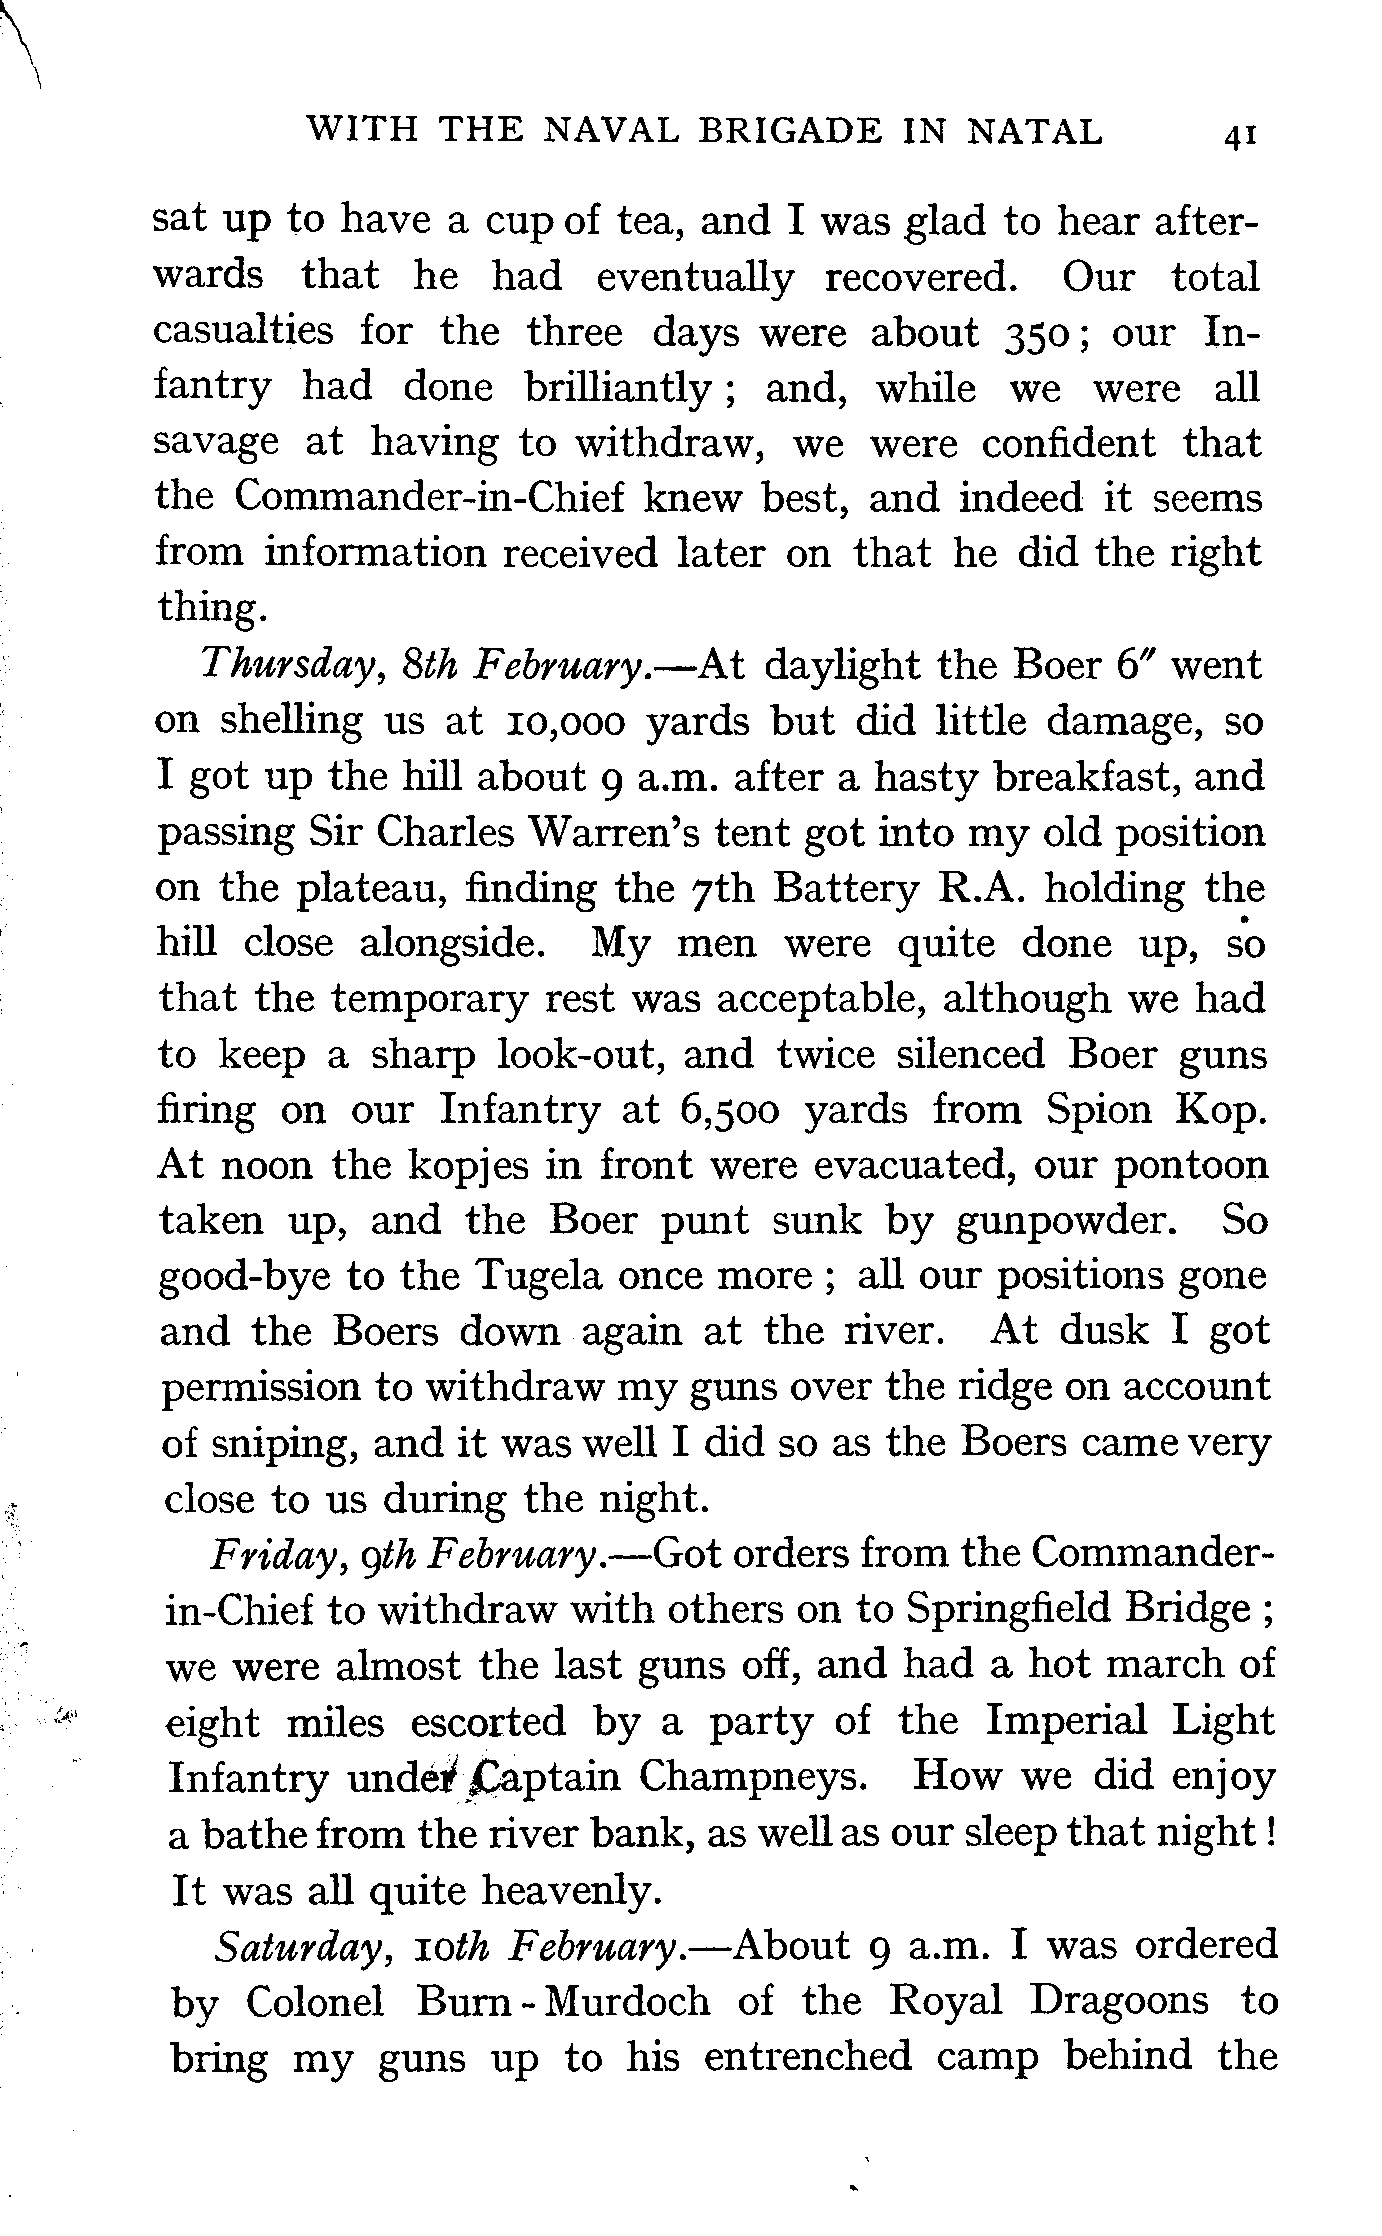 WITH THE NAVAL BRIGADE IN NATAL 41
sat up to have a cup of tea, and I was glad to hear after-
wards that he had eventually recovered. Our total
casualties for the three days were about 350; our In-
fantry had done brilliantly; and, while we were all
savage at having to withdraw, we were confident that
the Commander-in-Chief knew best, and indeed it seems
from information received later on that he did the right
thing.
Thursday, 8th February.—At daylight the Boer 6″ went
on shelling us at 10,000 yards but did little damage, so
I got up the hill about 9 a.m. after a hasty breakfast, and
passing Sir Charles Warren's tent got into my old position
on the plateau, finding the 7th Battery R.A. holding the
hill close alongside. My men were quite done up, so
that the temporary rest was acceptable, although we had
to keep a sharp look-out, and twice silenced Boer guns
firing on our Infantry at 6,500 yards from Spion Kop.
At noon the kopjes in front were evacuated, our pontoon
taken up, and the Boer punt sunk by gunpowder. So
good-bye to the Tugela once more; all our positions gone
and the Boers down again at the river. At dusk I got
permission to withdraw my guns over the ridge on account
of sniping, and it was well I did so as the Boers came very
close to us during the night.
Friday, 9th February.—Got orders from the Commander-
in-Chief to withdraw with others on to Springfield Bridge;
we were almost the last guns off, and had a hot march of
eight miles escorted by a party of the Imperial Light
Infantry under Captain Champneys. How we did enjoy
a bathe from the river bank, as well as our sleep that night!
It was all quite heavenly.
Saturday, 10th February.—About 9 a.m. I was ordered
by Colonel Burn-Murdoch of the Royal Dragoons to
bring my guns up to his entrenched camp behind the